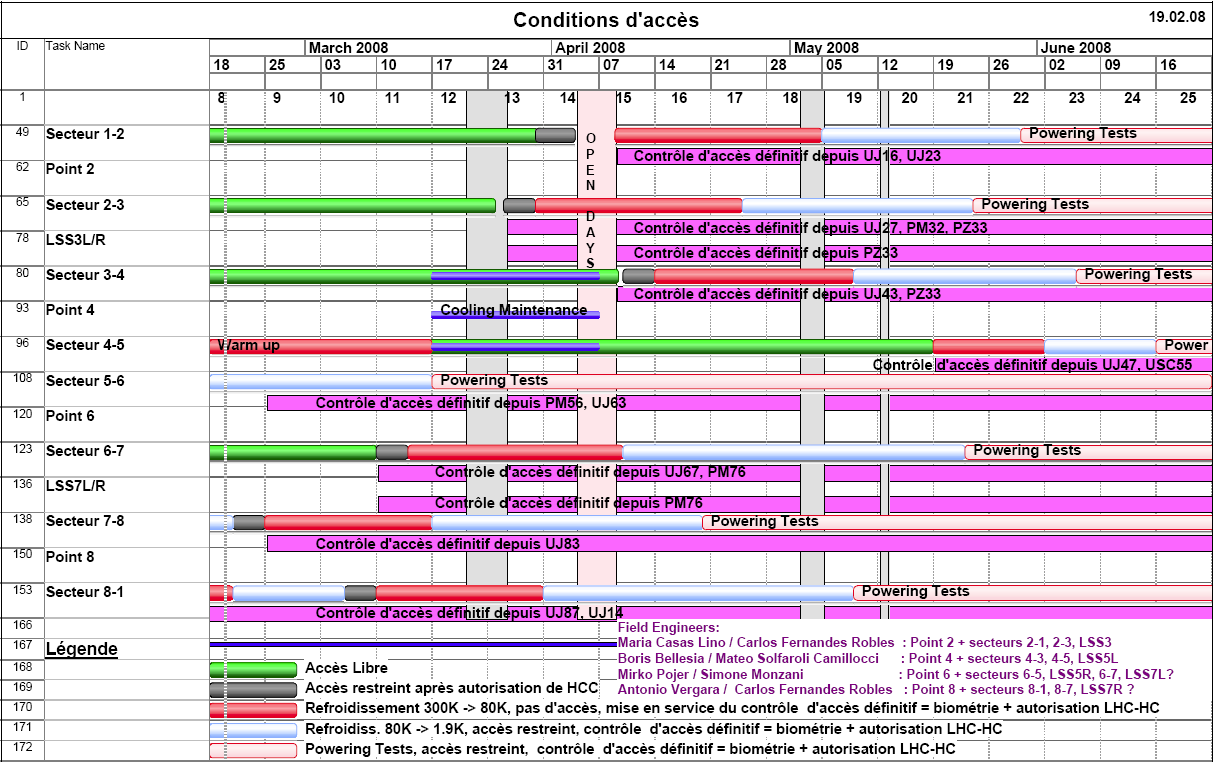 Conditions d'accès
19.02.08
ID Task Name March 2008 April 2008 May 2008 June 2008
18 25 03 10 17 24 31 07 14 21 28 05 12 19 26 02 09 16
1 8 9 10 11 12 13 14 15 16 17 18 19 20 21 22 23 24 25
OPEN DAYS
49 Secteur 1-2 Powering Tests
Contrôle d'accès définitif depuis UJ16, UJ23
62 Point 2
65 Secteur 2-3 Powering Tests
Contrôle d'accès définitif depuis UJ27, PM32, PZ33
78 LSS3L/R
Contrôle d'accès définitif depuis PZ33
80 Secteur 3-4 Powering Tests
Contrôle d'accès définitif depuis UJ43, PZ33
93 Point 4 Cooling Maintenance
96 Secteur 4-5 Warm up Power
Contrôle d'accès définitif depuis UJ47, USC55
108 Secteur 5-6 Powering Tests
Contrôle d'accès définitif depuis PM56, UJ63
120 Point 6
123 Secteur 6-7 Powering Tests
Contrôle d'accès définitif depuis UJ67, PM76
136 LSS7L/R
Contrôle d'accès définitif depuis PM76
138 Secteur 7-8 Powering Tests
Contrôle d'accès définitif depuis UJ83
150 Point 8
153 Secteur 8-1 Powering Tests
Contrôle d'accès définitif depuis UJ87, UJ14
166 Field Engineers:
167 Légende Maria Casas Lino / Carlos Fernandes Robles : Point 2 + secteurs 2-1, 2-3, LSS3
Boris Bellesia / Mateo Solfaroli Camillocci : Point 4 + secteurs 4-3, 4-5, LSS5L
168 Accès Libre
Mirko Pojer / Simone Monzani : Point 6 + secteurs 6-5, LSS5R, 6-7, LSS7L?
169 Accès restreint après autorisation de HCC
Antonio Vergara / Carlos Fernandes Robles : Point 8 + secteurs 8-1, 8-7, LSS7R ?
170 Refroidissement 300K -> 80K, pas d'accès, mise en service du contrôle d'accès définitif = biométrie + autorisation LHC-HC
171 Refroidiss. 80K -> 1.9K, accès restreint, contrôle d'accès définitif = biométrie + autorisation LHC-HC
172 Powering Tests, accès restreint, contrôle d'accès définitif = biométrie + autorisation LHC-HC